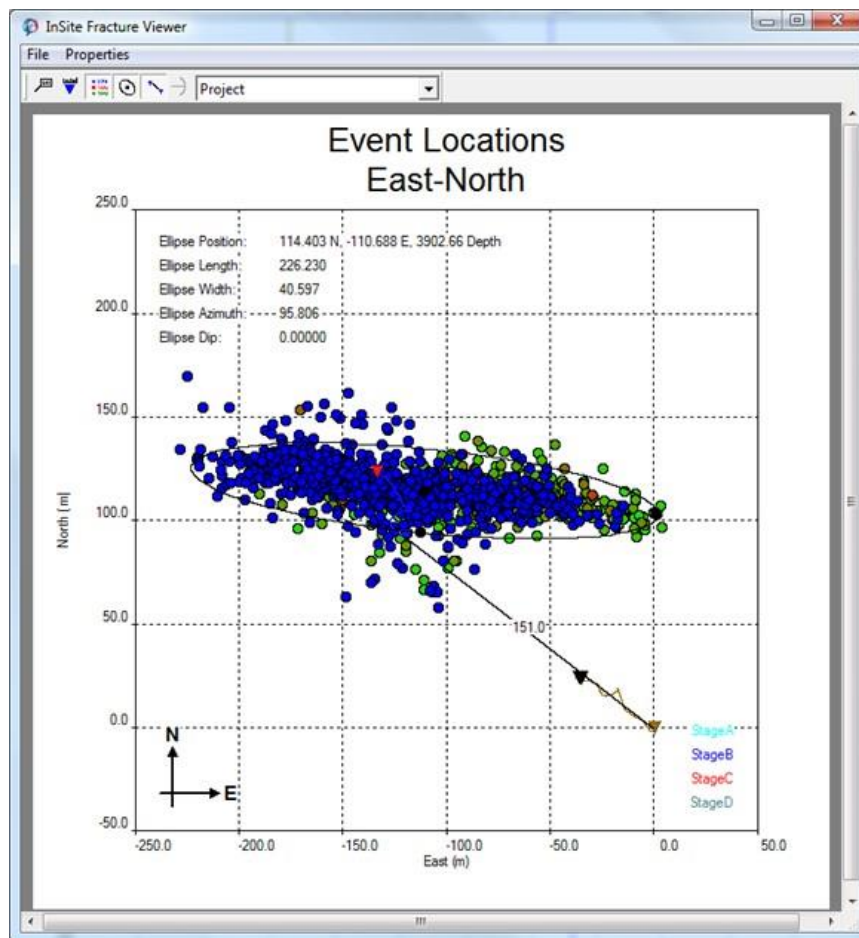 InSite Fracture Viewer
File Properties
Project
Event Locations
East-North
250.0
200.0
150.0
100.0
50.0
0.0
-50.0
North (m)
Ellipse Position: 114.403 N, -110.688 E, 3902.66 Depth
Ellipse Length: 226.230
Ellipse Width: 40.597
Ellipse Azimuth: 95.806
Ellipse Dip: 0.00000
151.0
StageA
StageB
StageC
StageD
N
E
-250.0 -200.0 -150.0 -100.0 -50.0 0.0 50.0
East (m)